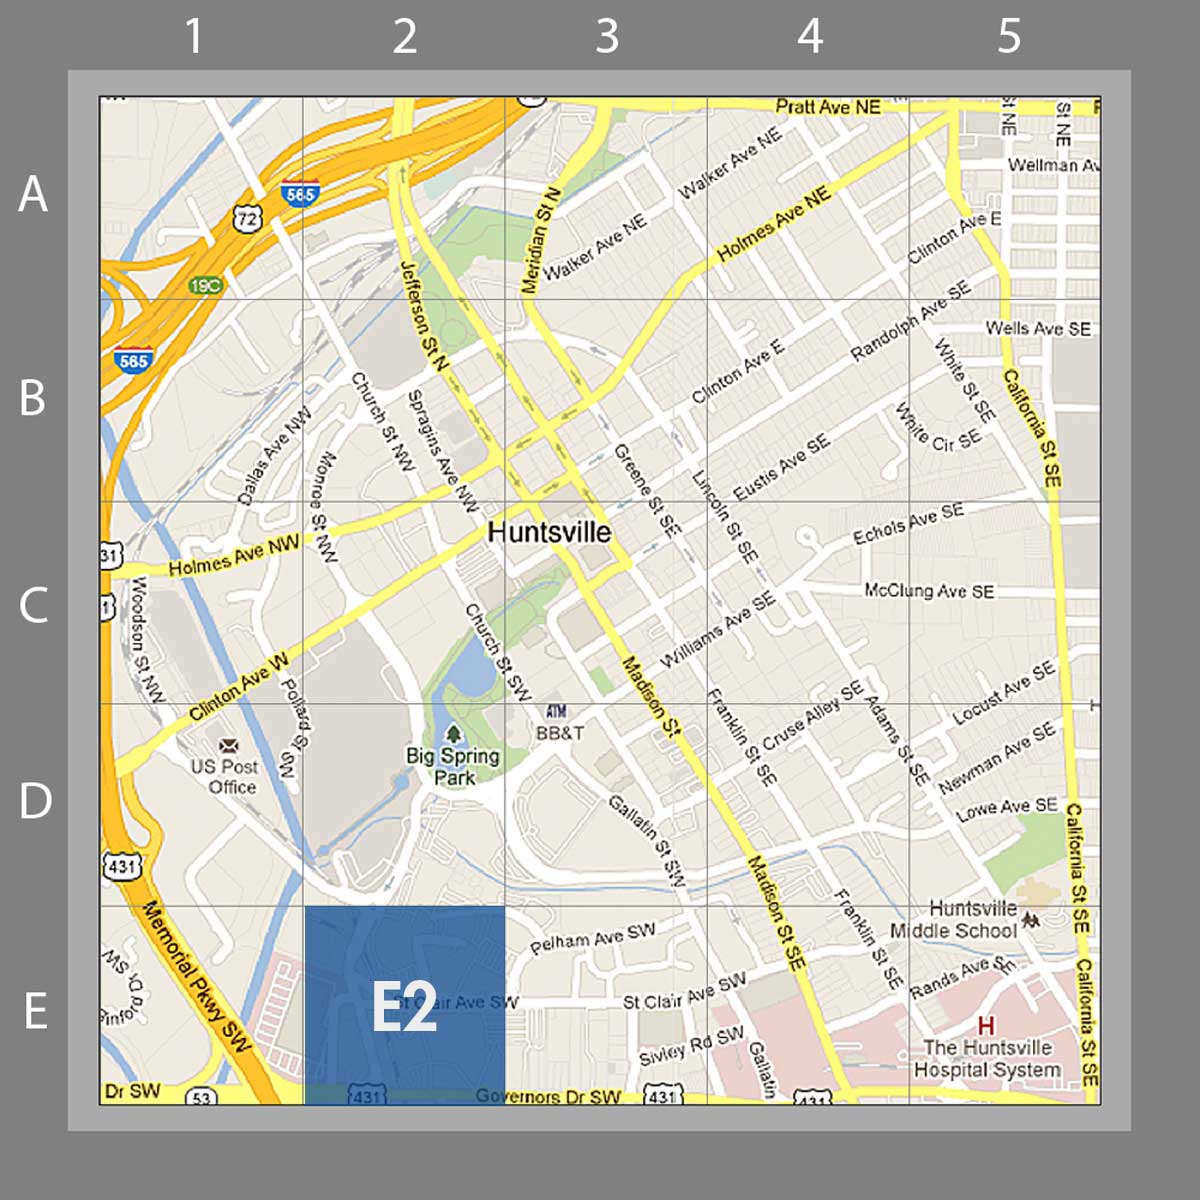 1 2 3 4 5
A
B
C
D
E
Pratt Ave NE
St NE
St NE
Wellman Av
Walker Ave NE
565
72
Meridian St N
Holmes Ave NE
Clinton Ave E
Walker Ave NE
19C
Jefferson St N
Randolph Ave SE
Wells Ave SE
565
Clinton Ave E
White St SE
California St SE
Church St NW
Spragins Ave NW
White Cir SE
Dallas Ave NW
Monroe St NW
Greene St SE
Eustis Ave SE
Lincoln St SE
Huntsville
Echols Ave SE
31
Holmes Ave NW
Woodson St NW
McClung Ave SE
1
Church St SW
Williams Ave SE
Clinton Ave W
Pollard St SW
Madison St
Franklin St SE
Cruse Alley SE
Adams St SE
Locust Ave SE
ATM
BB&T
H
US Post
Office
Big Spring
Park
Newman Ave SE
Gallatin St SW
Lowe Ave SE
California St SE
431
Madison St SE
Franklin St SE
Huntsville
Middle School
Memorial Pkwy SW
Pelham Ave SW
Rands Ave S
Dr SW
E2
St Clair Ave SW
St Clair Ave SW
California St SE
H
The Huntsville
Hospital System
Sivley Rd SW
Gallatin
Dr SW
53
431
Governors Dr SW
431
431